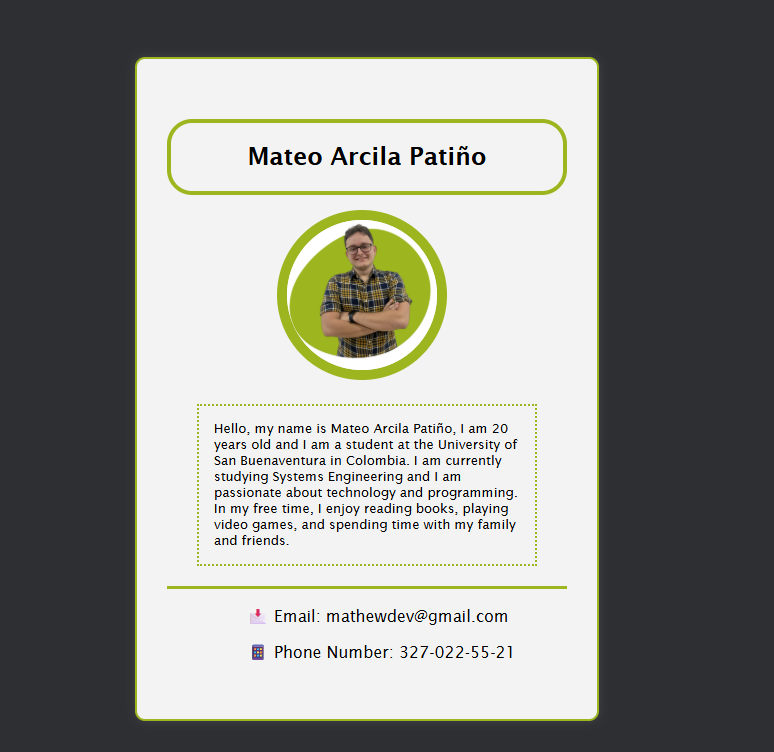 Mateo Arcila Patiño
Hello, my name is Mateo Arcila Patiño, I am 20
years old and I am a student at the University of
San Buenaventura in Colombia. I am currently
studying Systems Engineering and I am
passionate about technology and programming.
In my free time, I enjoy reading books, playing
video games, and spending time with my family
and friends.
Email: mathewdev@gmail.com
Phone Number: 327-022-55-21